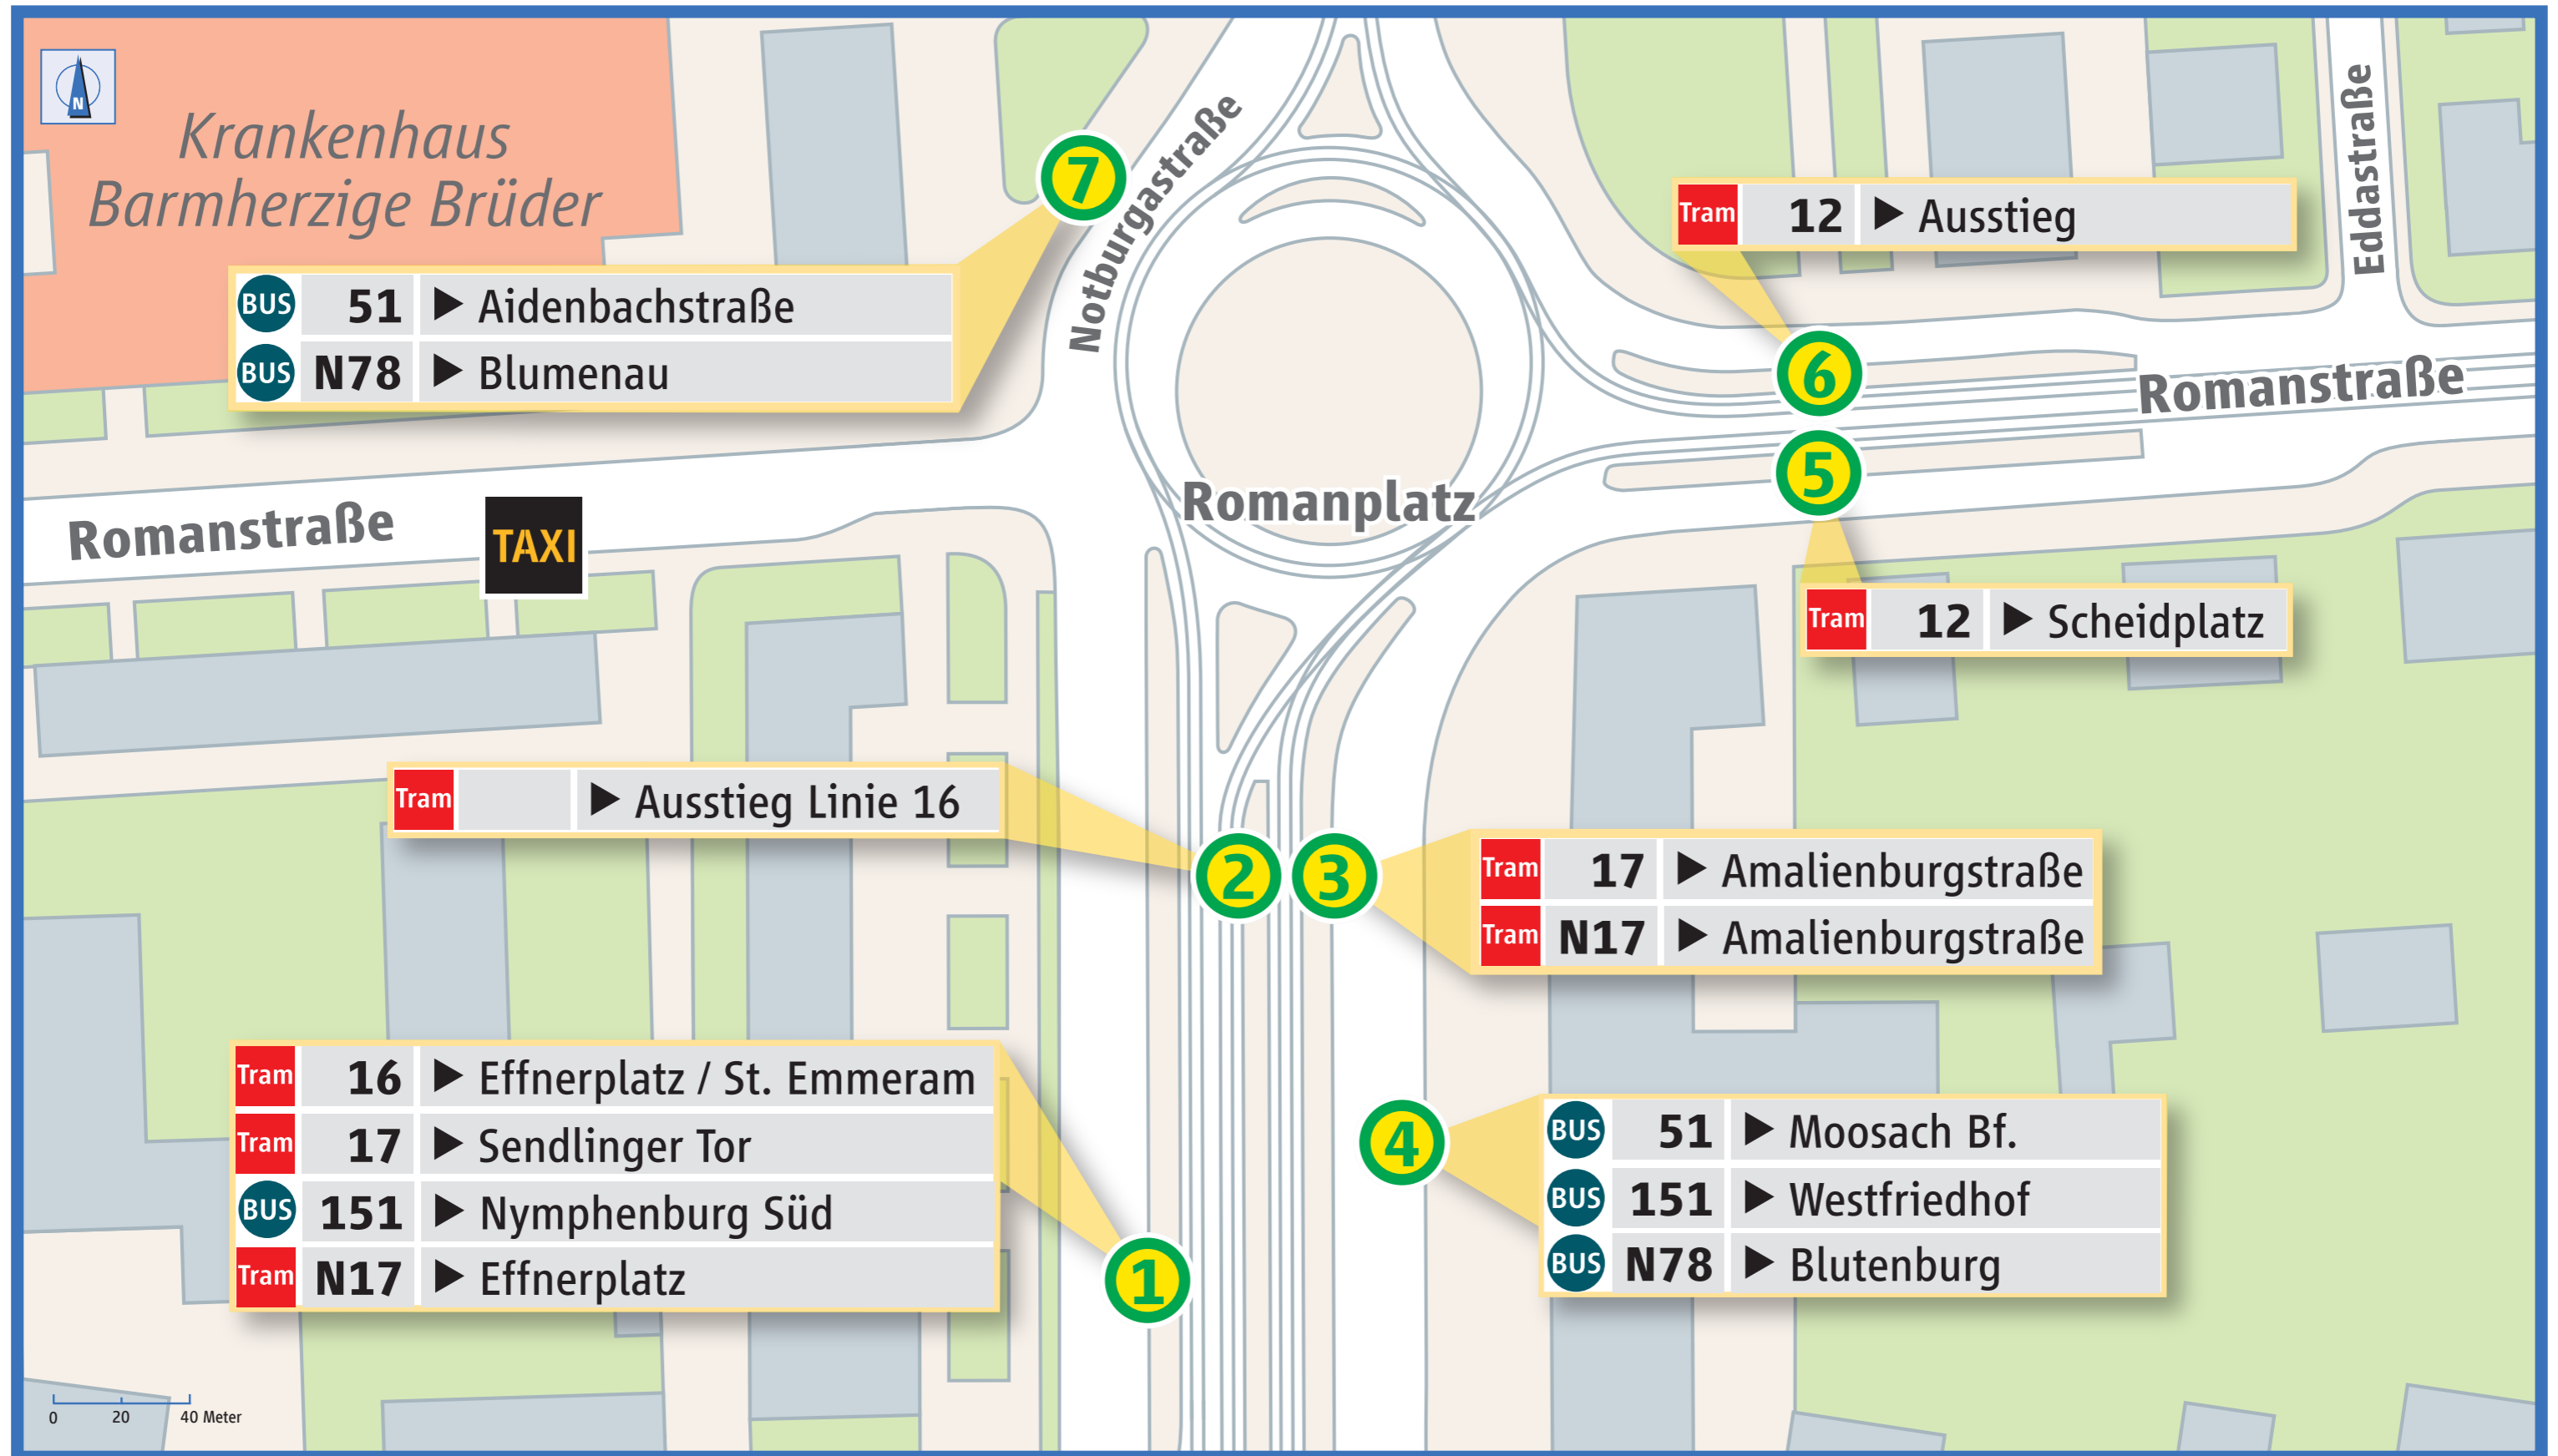 N
Krankenhaus
Barmherzige Brüder
7
Notburgastraße
BUS 51 ▶ Aidenbachstraße
BUS N78 ▶ Blumenau
Tram 12 ▶ Ausstieg
Eddastraße
6
Romanstraße
5
Tram 12 ▶ Scheidplatz
Romanplatz
Romanstraße
TAXI
Tram ▶ Ausstieg Linie 16
2
3
Tram 17 ▶ Amalienburgstraße
Tram N17 ▶ Amalienburgstraße
Tram 16 ▶ Effnerplatz / St. Emmeram
Tram 17 ▶ Sendlinger Tor
BUS 151 ▶ Nymphenburg Süd
Tram N17 ▶ Effnerplatz
1
4
BUS 51 ▶ Moosach Bf.
BUS 151 ▶ Westfriedhof
BUS N78 ▶ Blutenburg
0 20 40 Meter